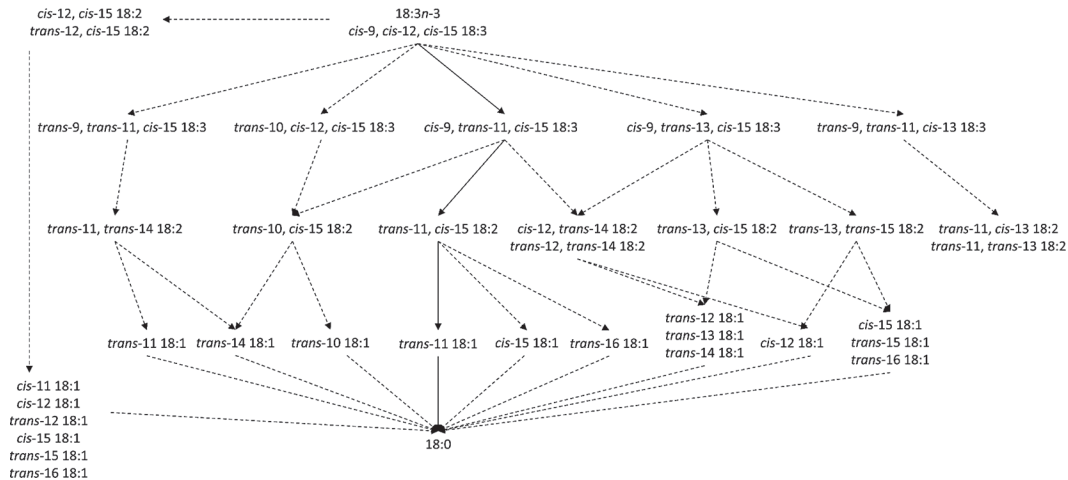 cis-12, cis-15 18:2
trans-12, cis-15 18:2
18:3n-3
cis-9, cis-12, cis-15 18:3
trans-9, trans-11, cis-15 18:3
trans-10, cis-12, cis-15 18:3
cis-9, trans-11, cis-15 18:3
cis-9, trans-13, cis-15 18:3
trans-9, trans-11, cis-13 18:3
trans-11, trans-14 18:2
trans-10, cis-15 18:2
trans-11, cis-15 18:2
cis-12, trans-14 18:2
trans-12, trans-14 18:2
trans-13, cis-15 18:2
trans-13, trans-15 18:2
trans-11, cis-13 18:2
trans-11, trans-13 18:2
trans-11 18:1
trans-14 18:1
trans-10 18:1
trans-11 18:1
cis-15 18:1
trans-16 18:1
trans-12 18:1
trans-13 18:1
trans-14 18:1
cis-12 18:1
cis-15 18:1
trans-15 18:1
trans-16 18:1
cis-11 18:1
cis-12 18:1
trans-12 18:1
cis-15 18:1
trans-15 18:1
trans-16 18:1
18:0